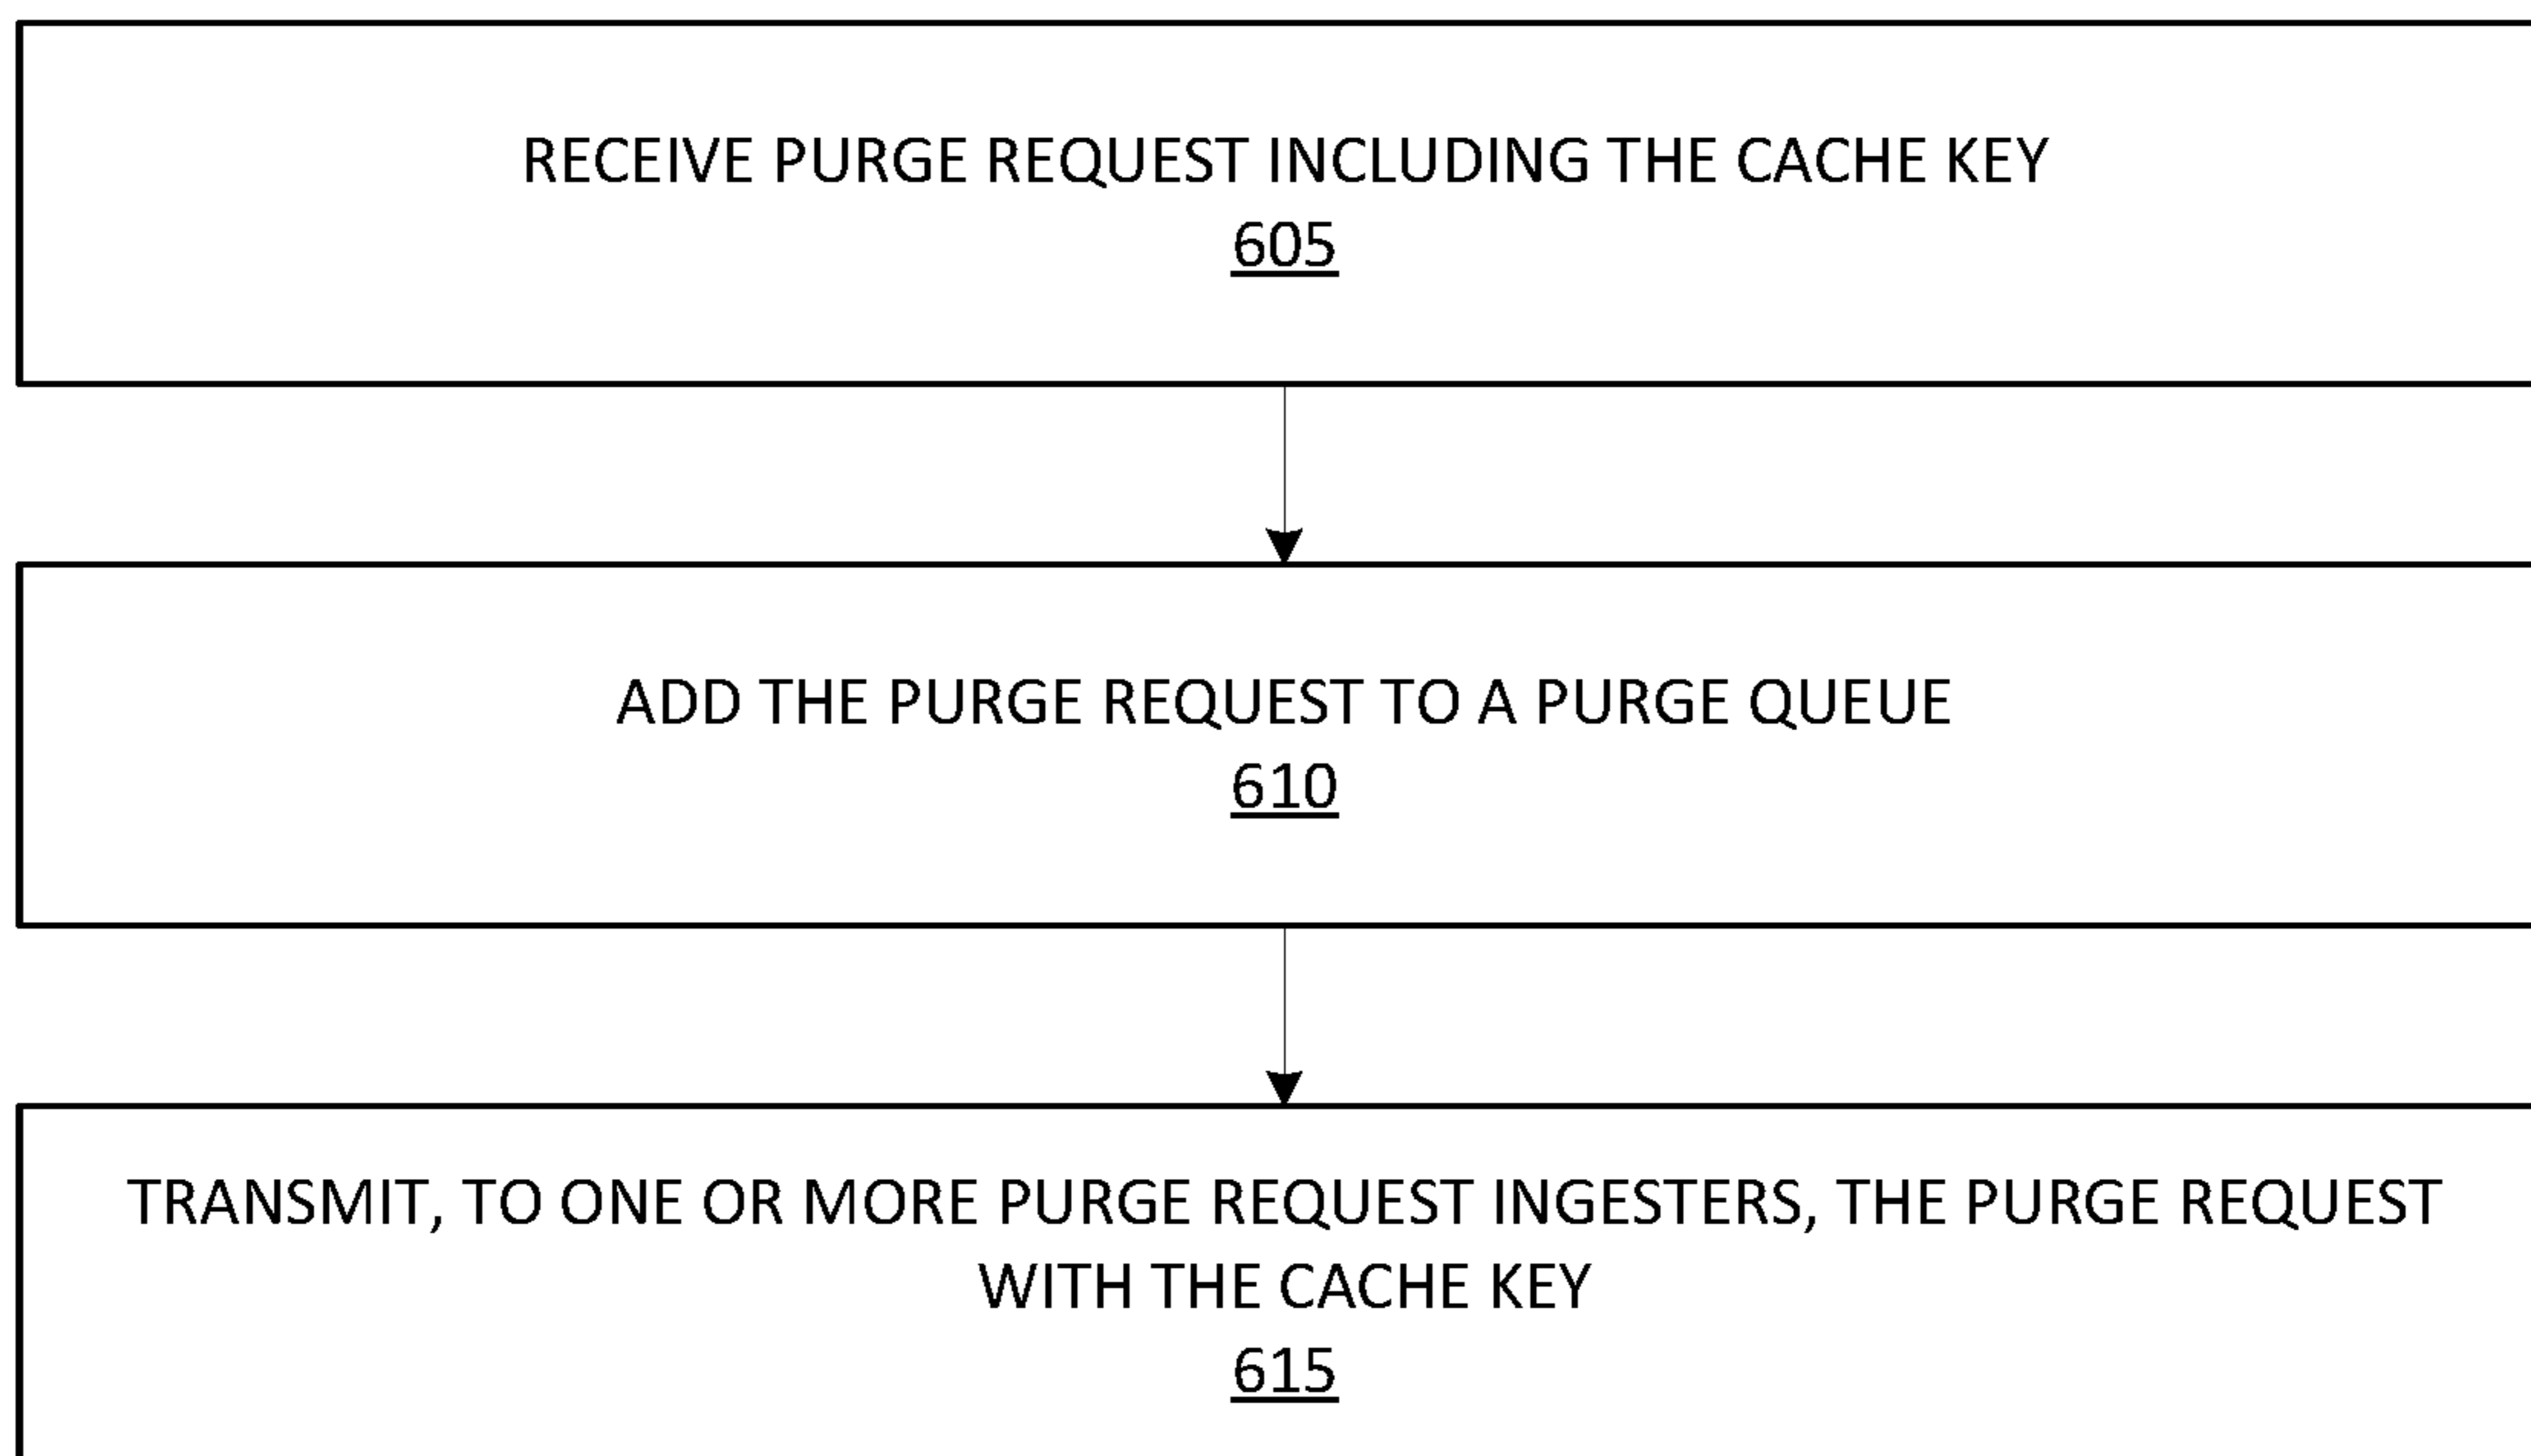 RECEIVE PURGE REQUEST INCLUDING THE CACHE KEY
605
ADD THE PURGE REQUEST TO A PURGE QUEUE
610
TRANSMIT, TO ONE OR MORE PURGE REQUEST INGESTERS, THE PURGE REQUEST
WITH THE CACHE KEY
615